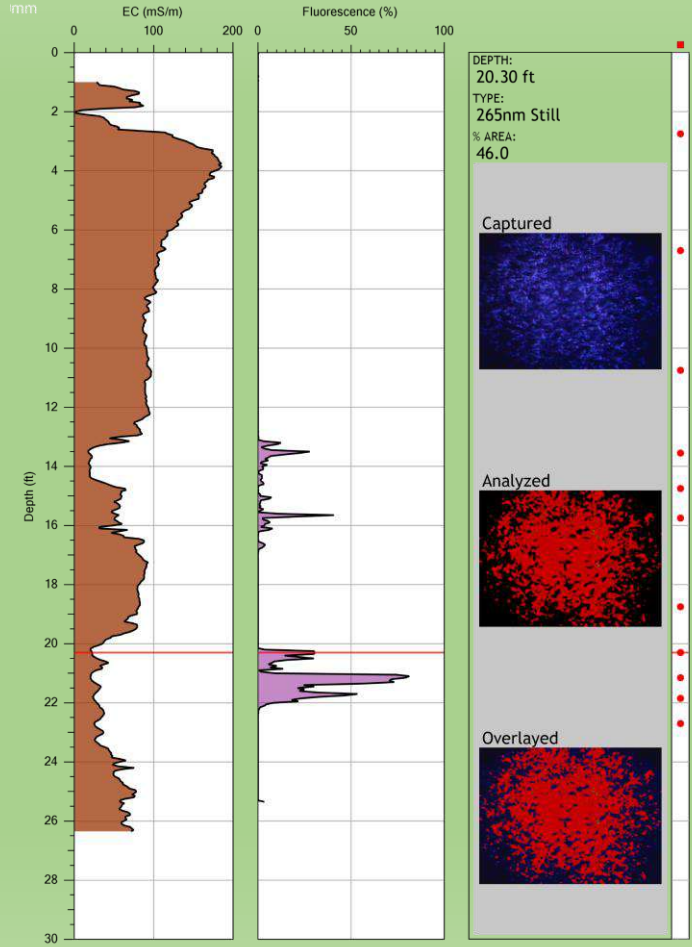 mm
EC (mS/m)
0 100 200
Fluorescence (%)
0 50 100
Depth (ft)
0
2
4
6
8
10
12
14
16
18
20
22
24
26
28
30
DEPTH:
20.30 ft
TYPE:
265nm Still
% AREA:
46.0
Captured
Analyzed
Overlayed